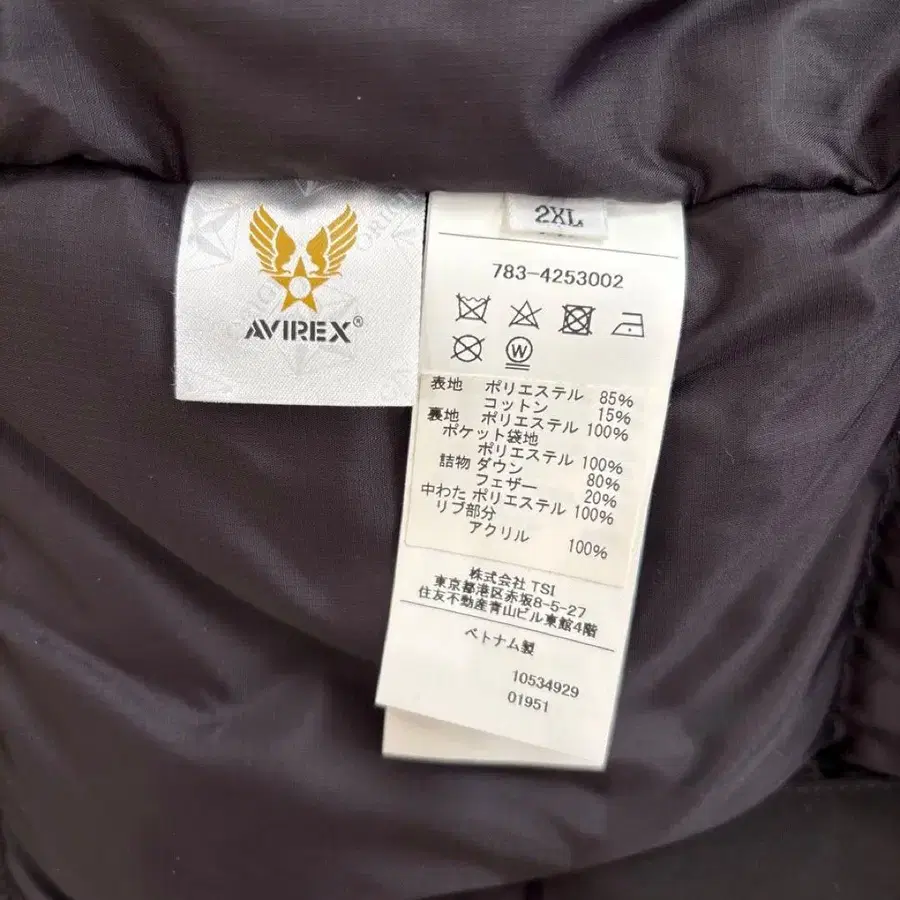 AVIREX®
2XL
783-4253002
W
表地 ポリエステル 85%
コットン 15%
裏地 ポリエステル 100%
ポケット袋地
ポリエステル 100%
詰物 ダウン 80%
フェザー 20%
中わた ポリエステル 100%
リブ部分
アクリル 100%
株式会社 TSI
東京都港区赤坂8-5-27
住友不動産青山ビル東館4階
ベトナム製
10534929
01951